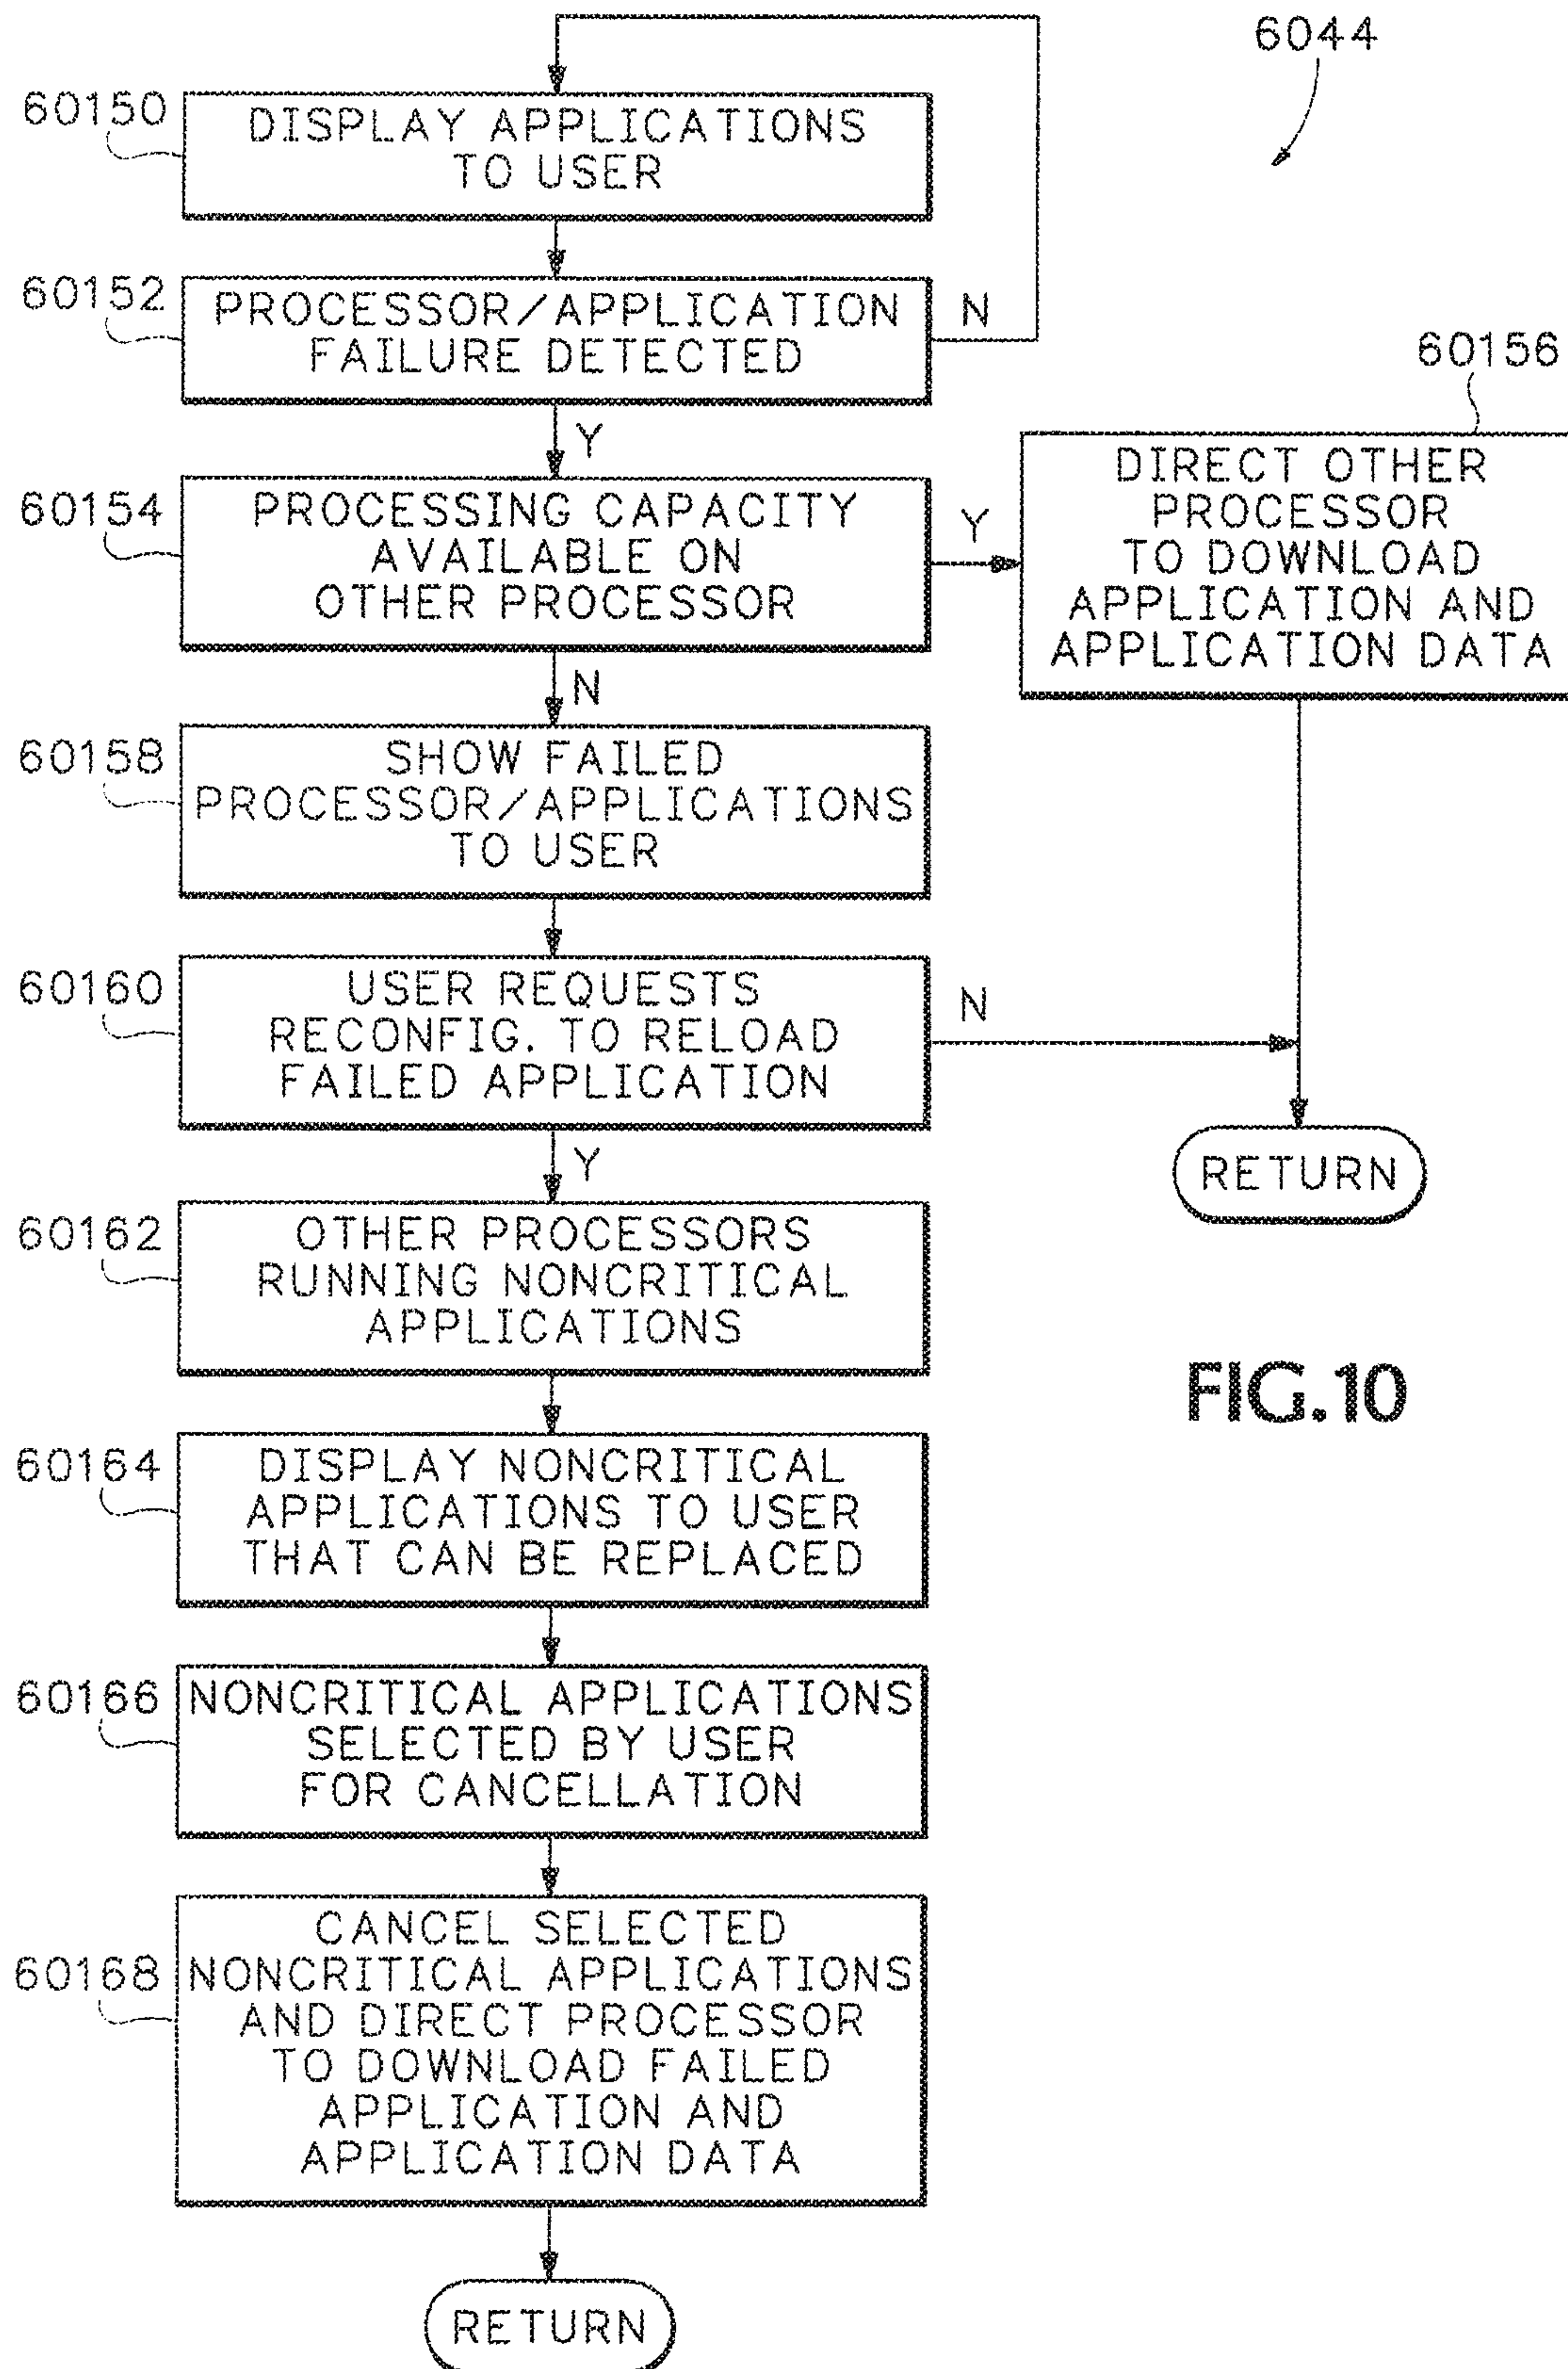 6044
60150
DISPLAY APPLICATIONS
TO USER
60152
PROCESSOR/APPLICATION
FAILURE DETECTED
N
Y
60154
PROCESSING CAPACITY
AVAILABLE ON
OTHER PROCESSOR
Y
60156
DIRECT OTHER
PROCESSOR
TO DOWNLOAD
APPLICATION AND
APPLICATION DATA
N
60158
SHOW FAILED
PROCESSOR/APPLICATIONS
TO USER
60160
USER REQUESTS
RECONFIG. TO RELOAD
FAILED APPLICATION
N
RETURN
Y
60162
OTHER PROCESSORS
RUNNING NONCRITICAL
APPLICATIONS
FIG.10
60164
DISPLAY NONCRITICAL
APPLICATIONS TO USER
THAT CAN BE REPLACED
60166
NONCRITICAL APPLICATIONS
SELECTED BY USER
FOR CANCELLATION
60168
CANCEL SELECTED
NONCRITICAL APPLICATIONS
AND DIRECT PROCESSOR
TO DOWNLOAD FAILED
APPLICATION AND
APPLICATION DATA
RETURN